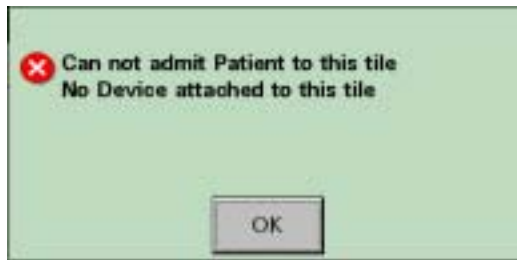 Can not admit Patient to this tile
No Device attached to this tile
OK